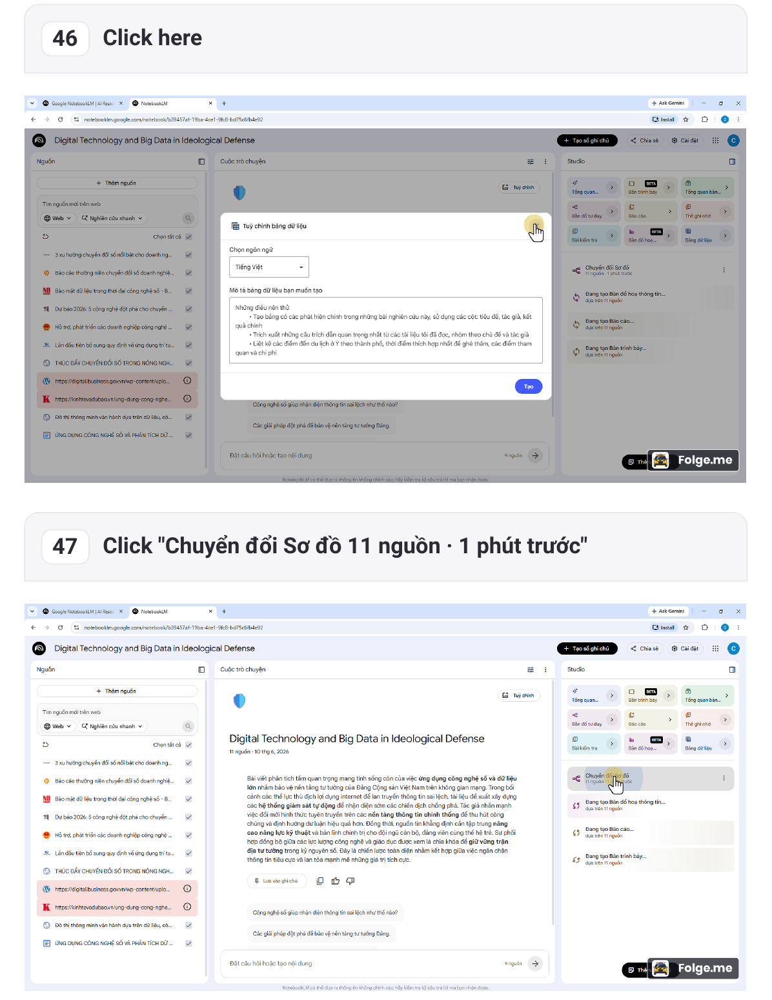 46 Click here
Google NotebookLM | AI Resea
NotebookLM
Ask Gemini
notebooklm.google.com/notebook/b39457af-19ba-4ce1-9fc8-bd75c6fb4e92
Install
Digital Technology and Big Data in Ideological Defense
Tạo sổ ghi chú
Chia sẻ
Cài đặt
C
Nguồn
Thêm nguồn
Tìm nguồn mới trên web
Web
Nghiên cứu nhanh
Chọn tất cả
3 xu hướng chuyển đổi số nổi bật cho doanh ng...
Báo cáo thường niên chuyển đổi số doanh nghiệ...
Bảo mật dữ liệu trong thời đại công nghệ số - B...
Dự báo 2026: 5 công nghệ đột phá cho chuyển ...
Hỗ trợ, phát triển các doanh nghiệp công nghệ ...
Lần đầu tiên bổ sung quy định về ứng dụng trí tu...
THÚC ĐẨY CHUYỂN ĐỔI SỐ TRONG NÔNG NGH...
https://digital.business.gov.vn/wp-content/uplo...
https://kinhtevadubao.vn/ung-dung-cong-nghe...
Đô thị thông minh vận hành dựa trên dữ liệu, cô...
ỨNG DỤNG CÔNG NGHỆ SỐ VÀ PHÂN TÍCH DỮ ...
Cuộc trò chuyện
Tuỳ chỉnh
Tuỳ chỉnh bảng dữ liệu
Chọn ngôn ngữ
Tiếng Việt
Mô tả bảng dữ liệu bạn muốn tạo
Những điều nên thử
• Tạo bảng có các phát hiện chính trong những bài nghiên cứu này, sử dụng các cột: tiêu đề, tác giả, kết
quả chính
• Trích xuất những câu trích dẫn quan trọng nhất từ các tài liệu tôi đã đọc, nhóm theo chủ đề và tác giả
• Liệt kê các điểm đến du lịch ở Ý theo thành phố, thời điểm thích hợp nhất để ghé thăm, các điểm tham
quan và chi phí
Tạo
Công nghệ số giúp nhận diện thông tin sai lệch như thế nào?
Các giải pháp đột phá để bảo vệ nền tảng tư tưởng Đảng.
Đặt câu hỏi hoặc tạo nội dung
9 nguồn
NotebookLM có thể đưa ra thông tin không chính xác; hãy kiểm tra kỹ câu trả lời mà bạn nhận được.
Studio
Tổng quan...
BETA
Bản trình bày
Tổng quan bằn...
Bản đồ tư duy
Báo cáo
Thẻ ghi nhớ
Bài kiểm tra
BETA
Bản đồ hoạ...
Bảng dữ liệu
Chuyển đổi Sơ đồ
11 nguồn · 1 phút trước
Đang tạo Bản đồ hoạ thông tin...
dựa trên 11 nguồn
Đang tạo Báo cáo...
dựa trên 11 nguồn
Đang tạo Bản trình bày...
dựa trên 11 nguồn
Thê
Folge.me
47 Click "Chuyển đổi Sơ đồ 11 nguồn · 1 phút trước"
Google NotebookLM | AI Resea
NotebookLM
Ask Gemini
notebooklm.google.com/notebook/b39457af-19ba-4ce1-9fc8-bd75c6fb4e92
Install
Digital Technology and Big Data in Ideological Defense
Tạo sổ ghi chú
Chia sẻ
Cài đặt
C
Nguồn
Thêm nguồn
Tìm nguồn mới trên web
Web
Nghiên cứu nhanh
Chọn tất cả
3 xu hướng chuyển đổi số nổi bật cho doanh ng...
Báo cáo thường niên chuyển đổi số doanh nghiệ...
Bảo mật dữ liệu trong thời đại công nghệ số - B...
Dự báo 2026: 5 công nghệ đột phá cho chuyển ...
Hỗ trợ, phát triển các doanh nghiệp công nghệ ...
Lần đầu tiên bổ sung quy định về ứng dụng trí tu...
THÚC ĐẨY CHUYỂN ĐỔI SỐ TRONG NÔNG NGH...
https://digital.business.gov.vn/wp-content/uplo...
https://kinhtevadubao.vn/ung-dung-cong-nghe...
Đô thị thông minh vận hành dựa trên dữ liệu, cô...
ỨNG DỤNG CÔNG NGHỆ SỐ VÀ PHÂN TÍCH DỮ ...
Cuộc trò chuyện
Tuỳ chỉnh
Digital Technology and Big Data in Ideological Defense
11 nguồn · 10 thg 6, 2026
Bài viết phân tích tầm quan trọng mang tính sống còn của việc ứng dụng công nghệ số và dữ liệu
lớn nhằm bảo vệ nền tảng tư tưởng của Đảng Cộng sản Việt Nam trên không gian mạng. Trong bối
cảnh các thế lực thù địch lợi dụng internet để lan truyền thông tin sai lệch, tài liệu đề xuất xây dựng
các hệ thống giám sát tự động để nhận diện sớm các chiến dịch chống phá. Tác giả nhấn mạnh
việc đổi mới hình thức tuyên truyền trên các nền tảng thông tin chính thống để thu hút công
chúng và định hướng dư luận hiệu quả hơn. Đồng thời, nguồn tin khẳng định cần tập trung nâng
cao năng lực kỹ thuật và bản lĩnh chính trị cho đội ngũ cán bộ, đảng viên cùng thế hệ trẻ. Sự phối
hợp đồng bộ giữa các lực lượng công nghệ và giáo dục được xem là chìa khóa để giữ vững trận
địa tư tưởng trong kỷ nguyên số. Đây là chiến lược toàn diện nhằm kết hợp giữa việc ngăn chặn
thông tin tiêu cực và lan tỏa mạnh mẽ những giá trị tích cực.
Lưu vào ghi chú
Công nghệ số giúp nhận diện thông tin sai lệch như thế nào?
Các giải pháp đột phá để bảo vệ nền tảng tư tưởng Đảng.
Đặt câu hỏi hoặc tạo nội dung
9 nguồn
NotebookLM có thể đưa ra thông tin không chính xác; hãy kiểm tra kỹ câu trả lời mà bạn nhận được.
Studio
Tổng quan...
BETA
Bản trình bày
Tổng quan bằn...
Bản đồ tư duy
Báo cáo
Thẻ ghi nhớ
Bài kiểm tra
BETA
Bản đồ hoạ...
Bảng dữ liệu
Chuyển đổi Sơ đồ
11 nguồn · 1 phút trước
Đang tạo Bản đồ hoạ thông tin...
dựa trên 11 nguồn
Đang tạo Báo cáo...
dựa trên 11 nguồn
Đang tạo Bản trình bày...
dựa trên 11 nguồn
Thê
Folge.me